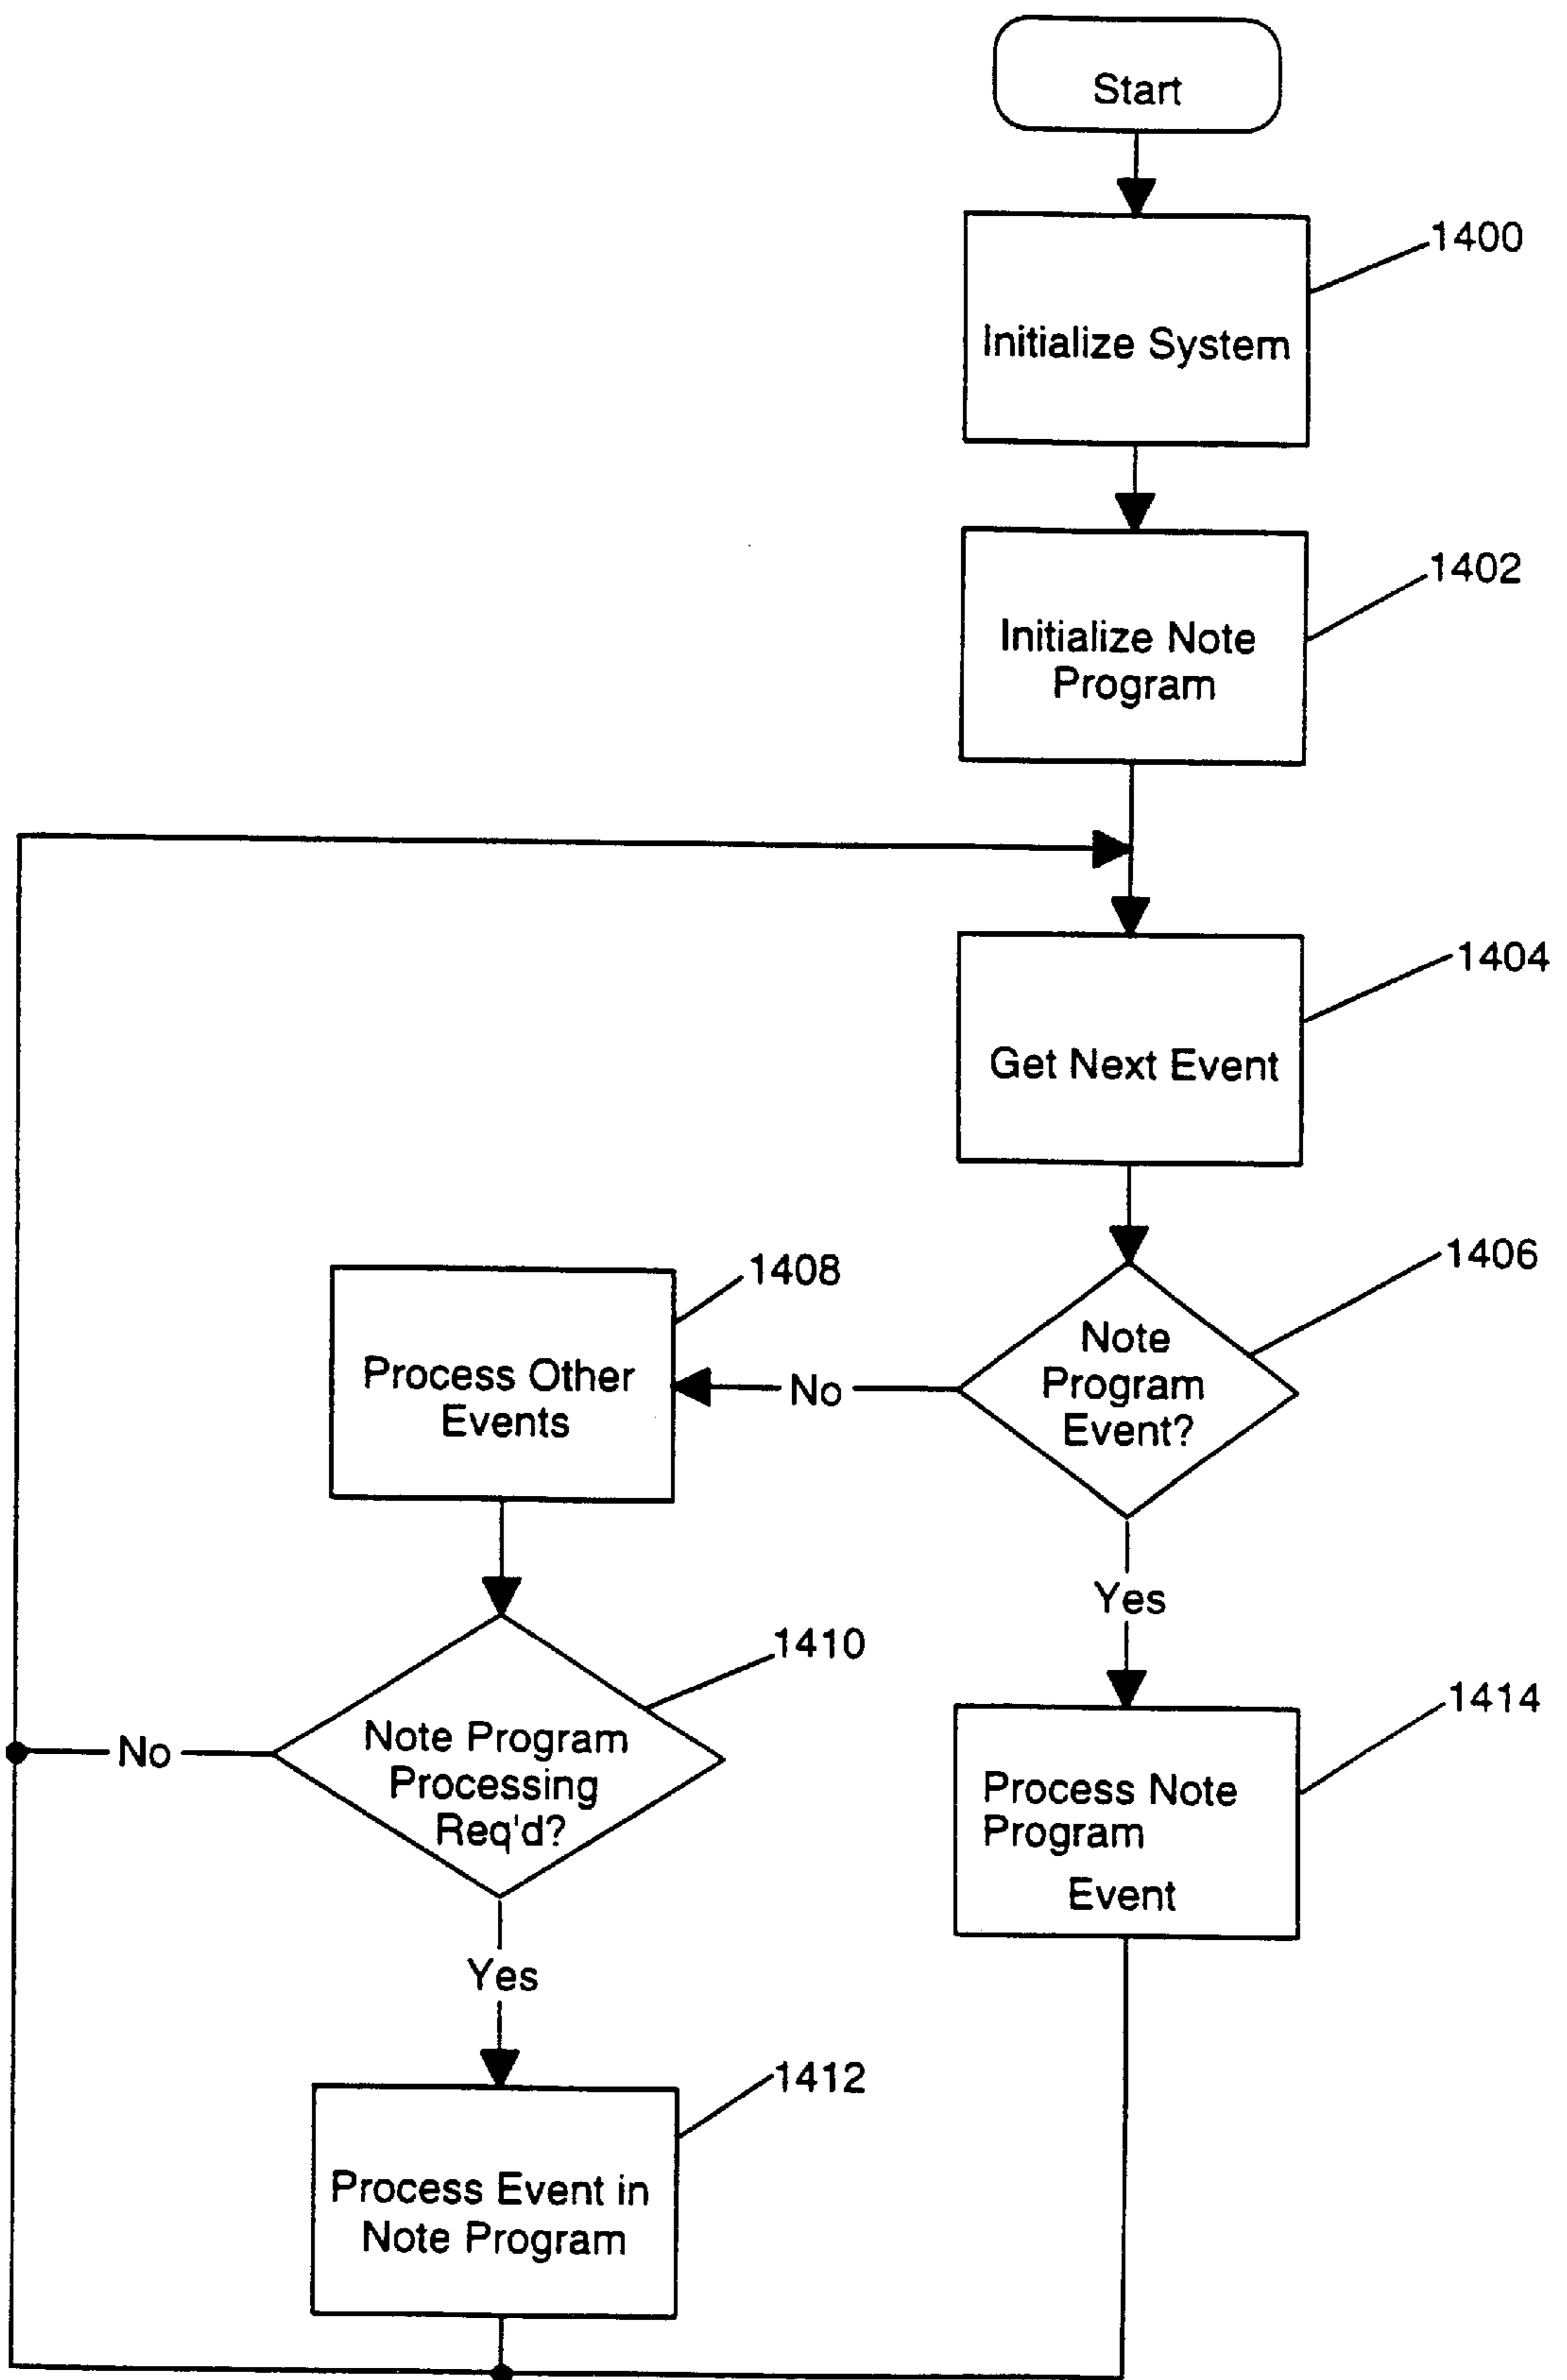 Start
1400
Initialize System
1402
Initialize Note
Program
1404
Get Next Event
1406
Note
Program
Event?
No
1408
Process Other
Events
Yes
1410
Note Program
Processing
Req'd?
No
1414
Process Note
Program
Event
Yes
1412
Process Event in
Note Program